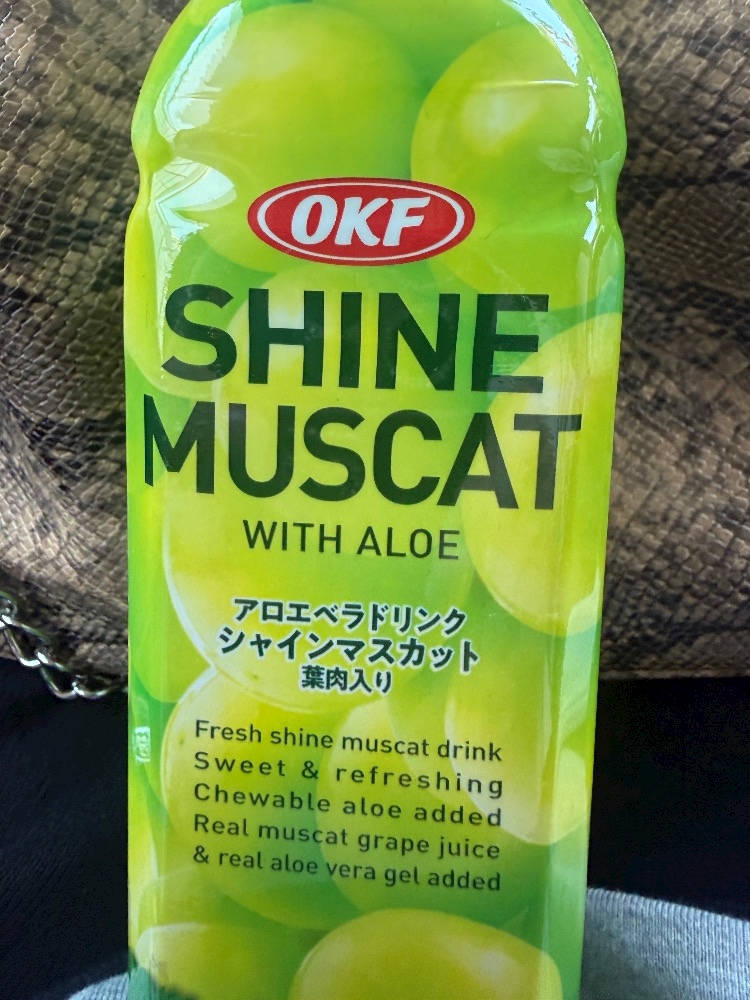 OKF
SHINE
MUSCAT
WITH ALOE
アロエベラドリンク
シャインマスカット
葉肉入り
Fresh shine muscat drink
Sweet & refreshing
Chewable aloe added
Real muscat grape juice
& real aloe vera gel added